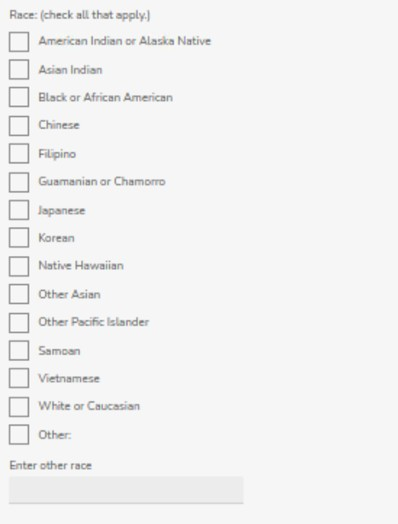 Race: (check all that apply.)
American Indian or Alaska Native
Asian Indian
Black or African American
Chinese
Filipino
Guamanian or Chamorro
Japanese
Korean
Native Hawaiian
Other Asian
Other Pacific Islander
Samoan
Vietnamese
White or Caucasian
Other:
Enter other race